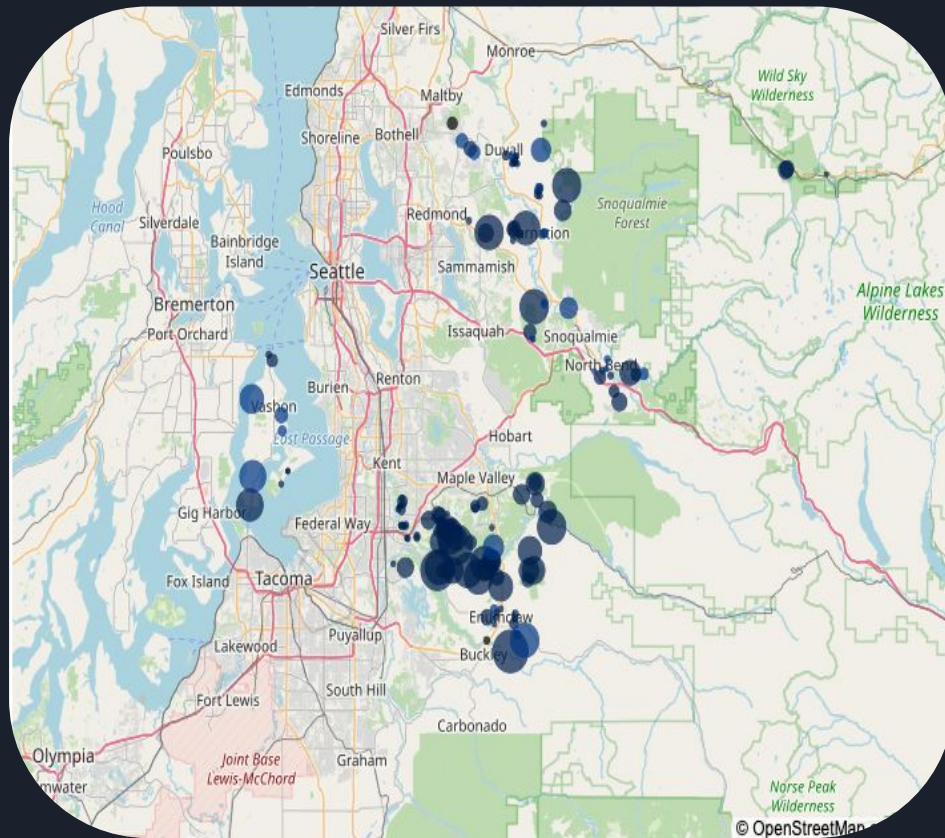 Silver Firs
Monroe
Wild Sky
Wilderness
Edmonds
Maltby
Shoreline
Bothell
Poulsbo
Duvall
Hood
Canal
Silverdale
Redmond
Snoqualmie
Forest
Bainbridge
Island
Seattle
Sammamish
Alpine Lakes
Wilderness
Bremerton
Port Orchard
Issaquah
Snoqualmie
North Bend
Burien
Renton
Vashon
East Passage
Hobart
Kent
Maple Valley
Gig Harbor
Federal Way
Fox Island
Tacoma
Enumclaw
Puyallup
Lakewood
Buckley
Fort Lewis
South Hill
Carbonado
Olympia
Joint Base
Lewis-McChord
Graham
mwater
Norse Peak
Wilderness
© OpenStreetMap